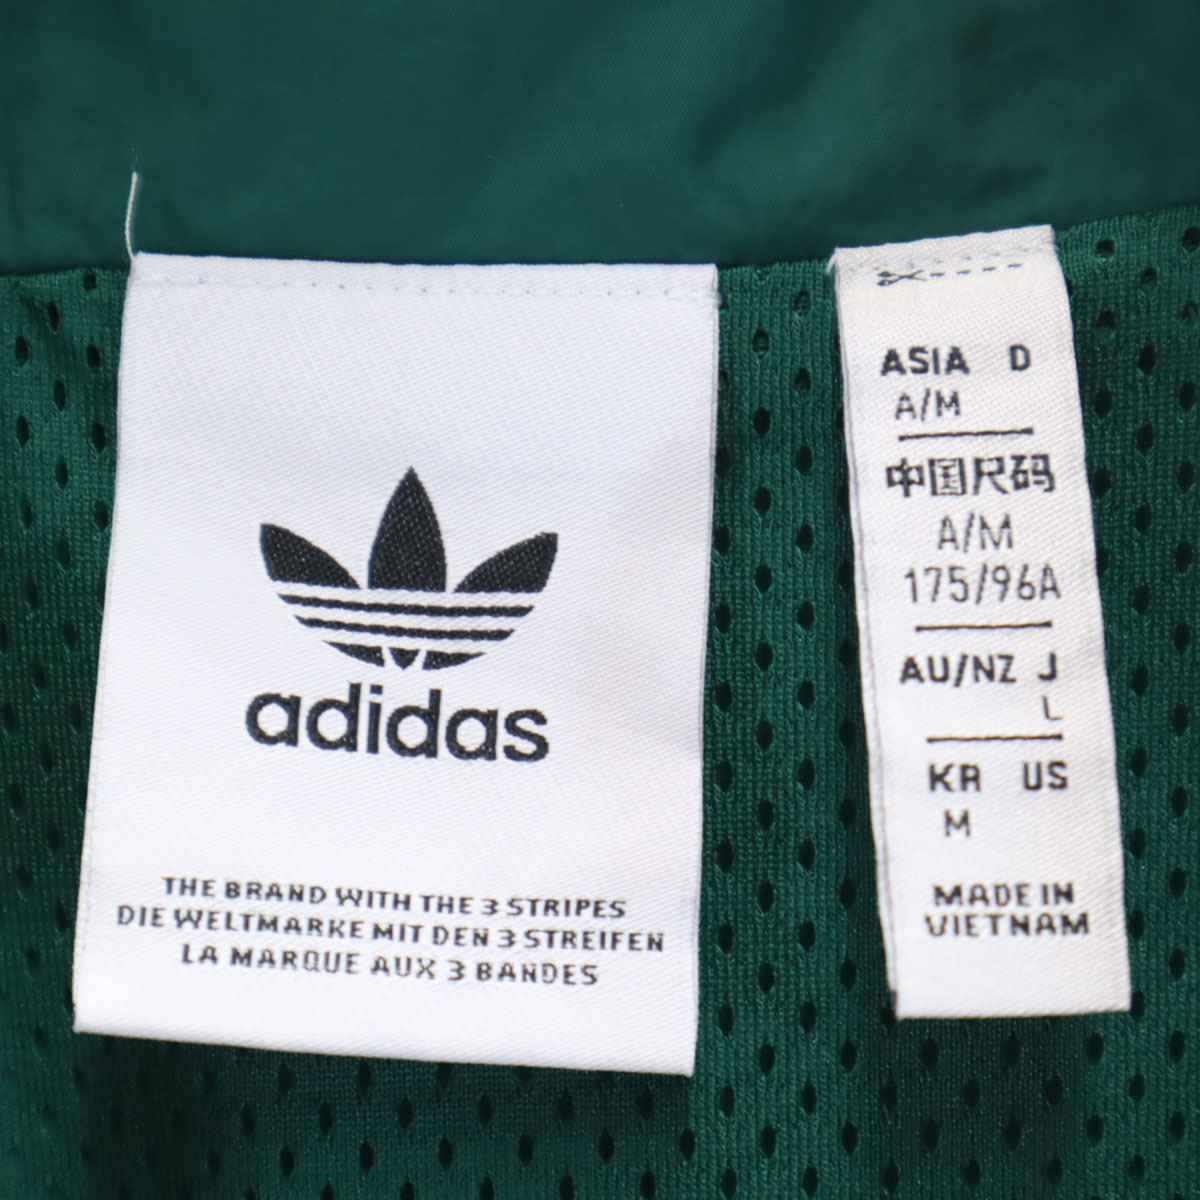 adidas
THE BRAND WITH THE 3 STRIPES
DIE WELTMARKE MIT DEN 3 STREIFEN
LA MARQUE AUX 3 BANDES
ASIA D
A/M
中国尺码
A/M
175/96A
AU/NZ J
L
KR US
M
MADE IN
VIETNAM